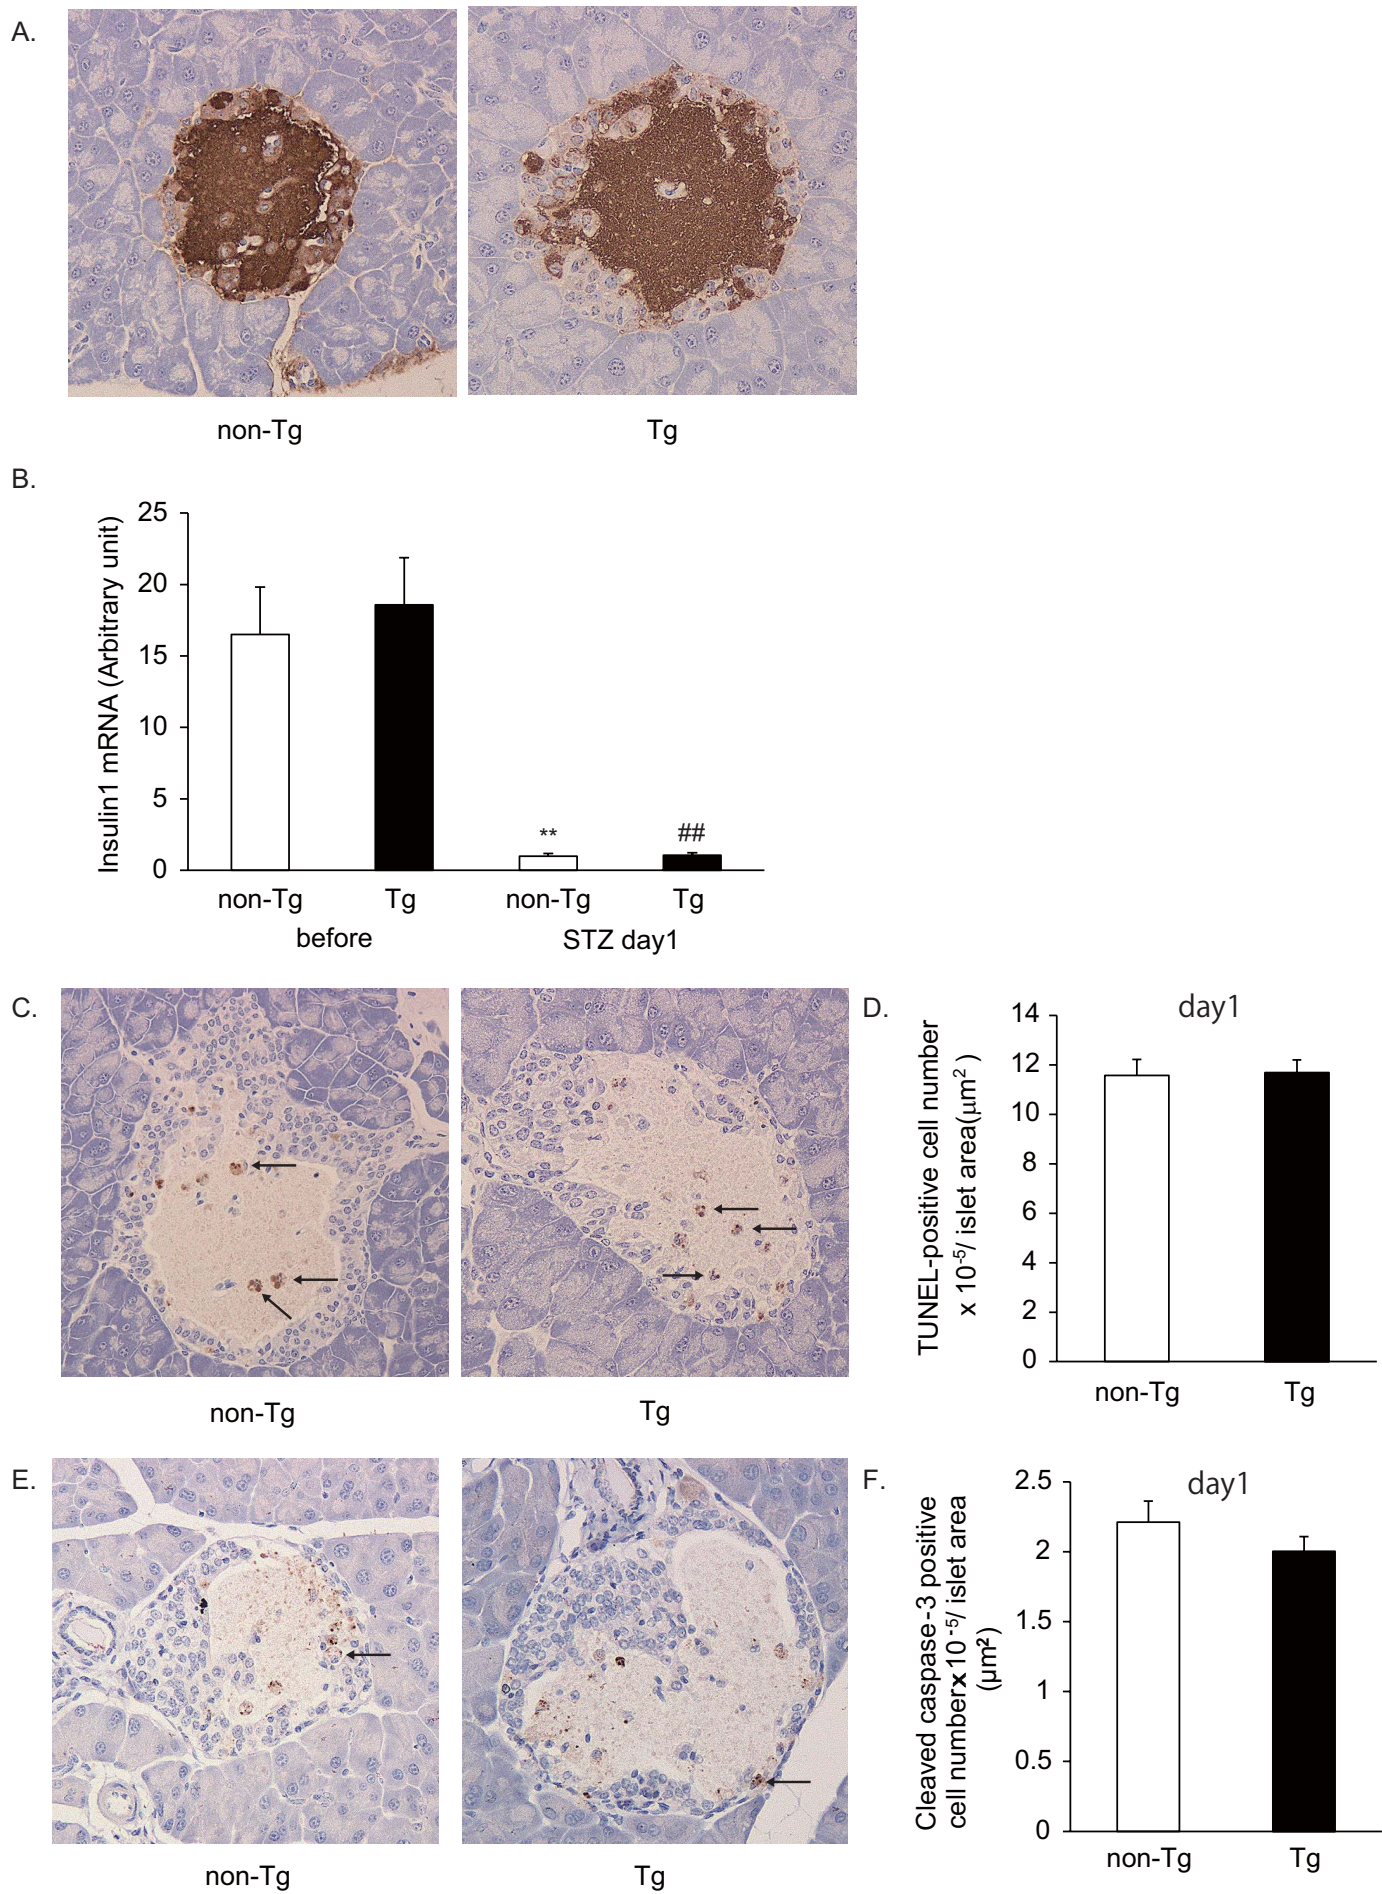 A.
non-Tg
Tg
B.
Insulin1 mRNA (Arbitrary unit)
25
20
15
10
5
0
**
##
non-Tg
Tg
non-Tg
Tg
before
STZ day1
C.
non-Tg
Tg
D.
day1
TUNEL-positive cell number
x 10⁻⁵/ islet area(μm² )
14
12
10
8
6
4
2
0
non-Tg
Tg
E.
non-Tg
Tg
F.
day1
Cleaved caspase-3 positive
cell numberx10⁻⁵/ islet area
(μm²)
2.5
2
1.5
1
0.5
0
non-Tg
Tg